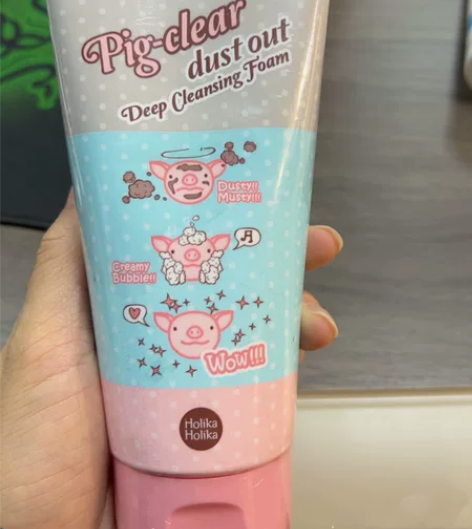 Pig-clear
dust out
Deep Cleansing Foam
Dusty!!
Musty!!!
Creamy
Bubble!!
Wow!!!
Holika
Holika